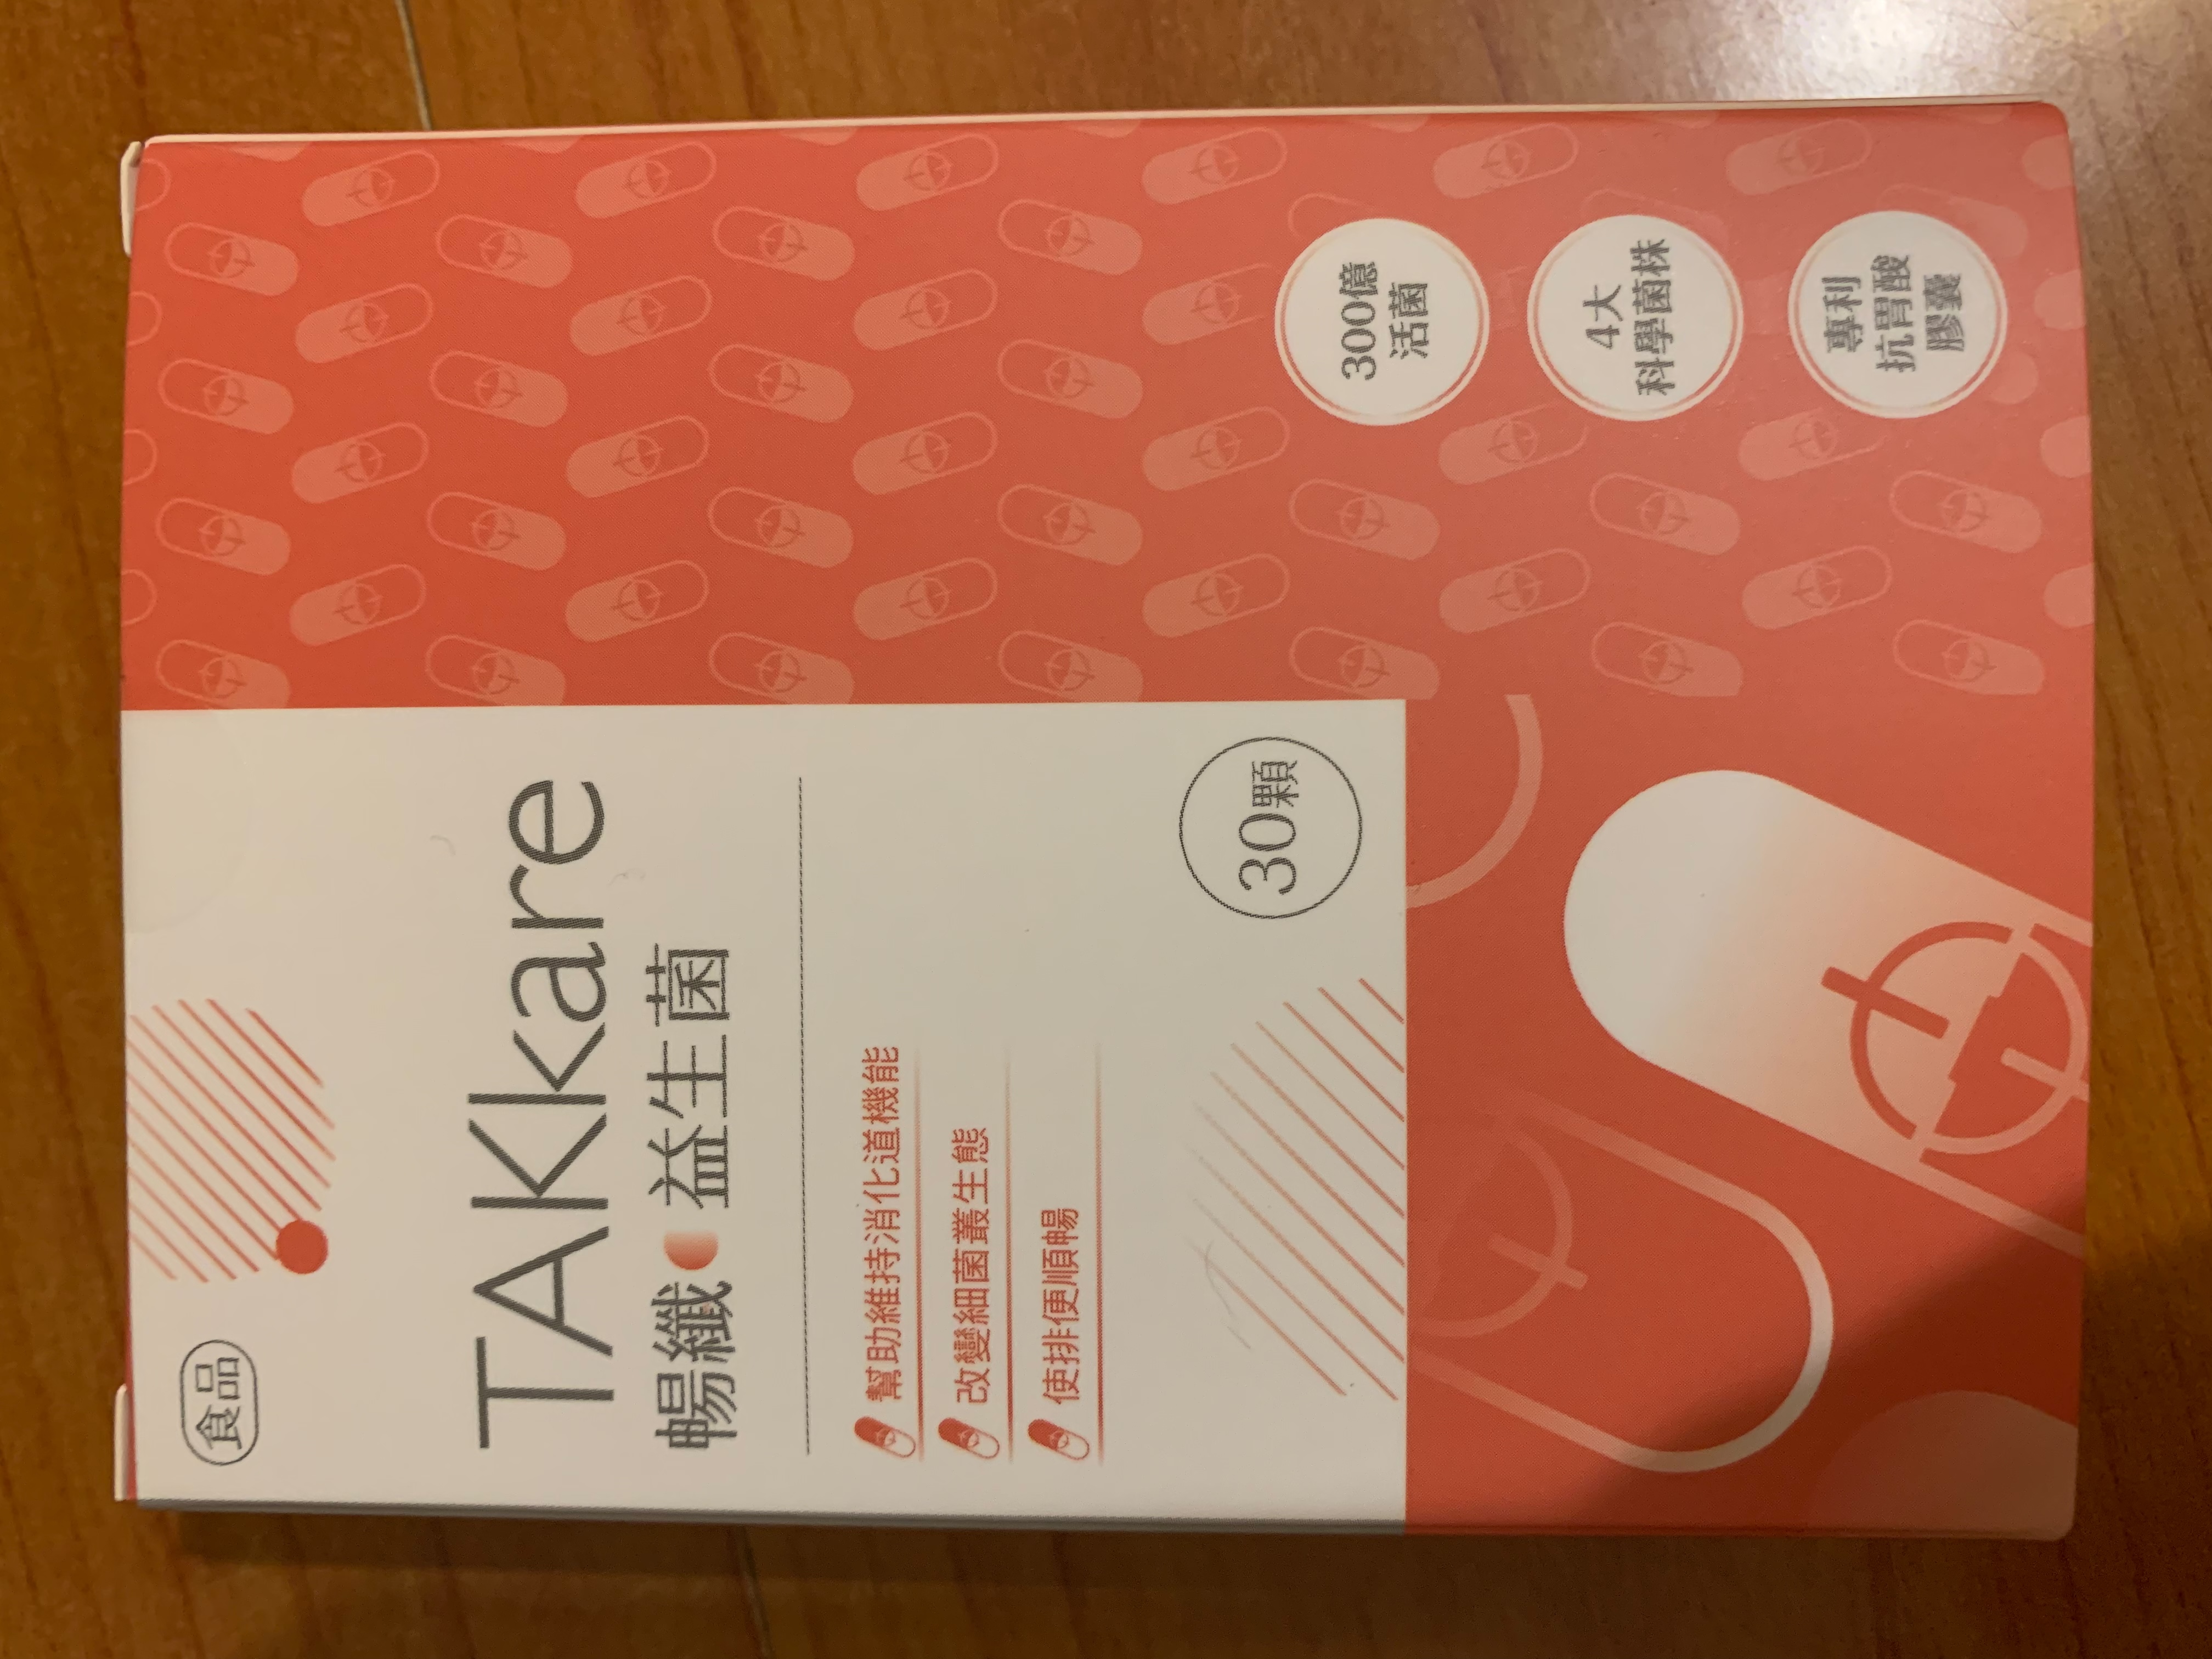 食品
TAKkare
暢纖●益生菌
幫助維持消化道機能
改變細菌叢生態
使排便順暢
30顆
300億
活菌
4大
科學菌株
專利
抗胃酸
膠囊